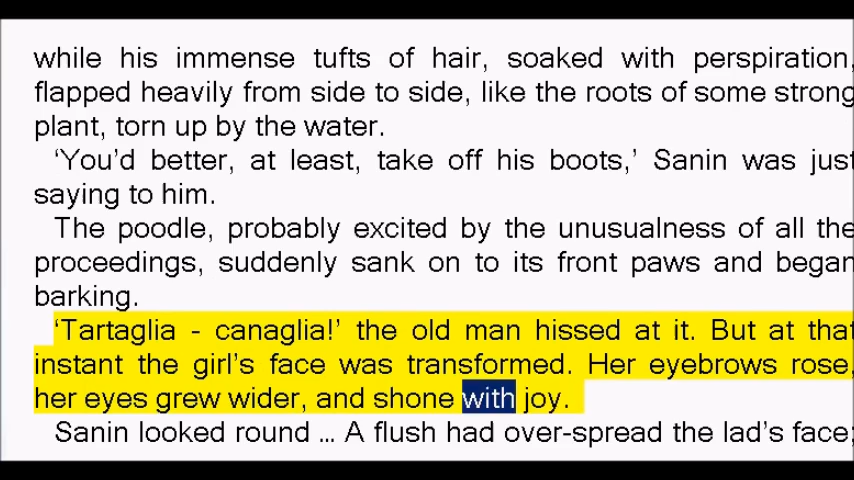 while his immense tufts of hair, soaked with perspiration,
flapped heavily from side to side, like the roots of some strong
plant, torn up by the water.
‘You’d better, at least, take off his boots,’ Sanin was just
saying to him.
The poodle, probably excited by the unusualness of all the
proceedings, suddenly sank on to its front paws and began
barking.
‘Tartaglia - canaglia!’ the old man hissed at it. But at that
instant the girl’s face was transformed. Her eyebrows rose,
her eyes grew wider, and shone with joy.
Sanin looked round ... A flush had over-spread the lad’s face;